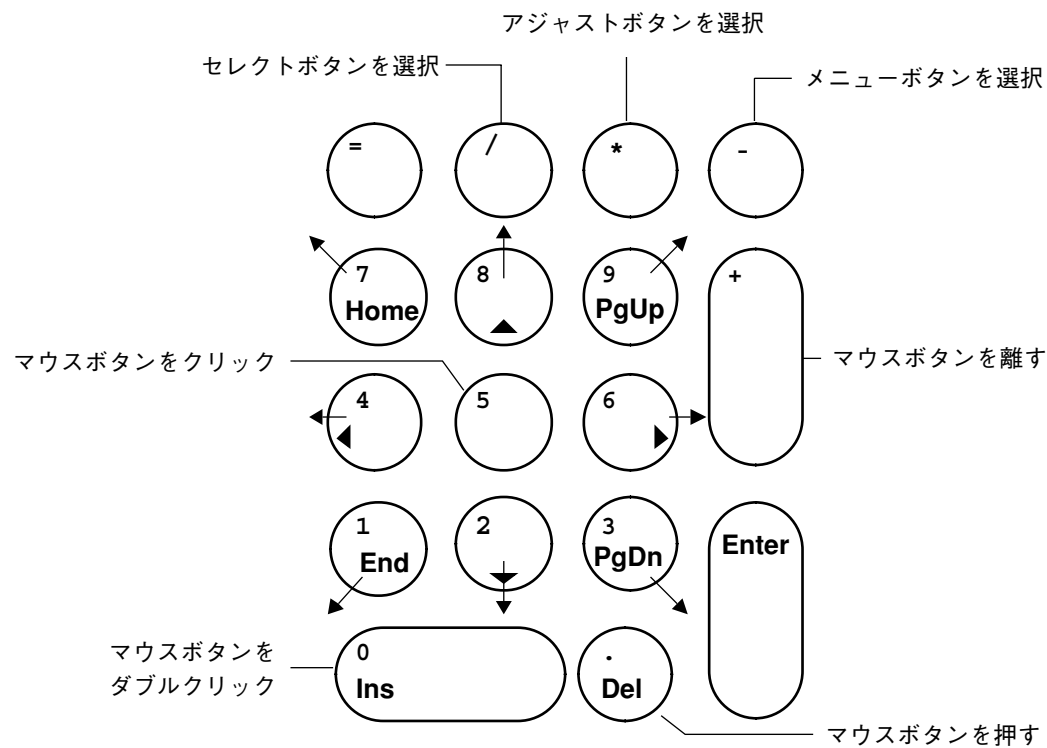 アジャストボタンを選択
セレクトボタンを選択
メニューボタンを選択
=
/
*
-
7
Home
8
9
PgUp
+
マウスボタンをクリック
マウスボタンを離す
4
5
6
1
End
2
3
PgDn
Enter
マウスボタンを
ダブルクリック
0
Ins
.
Del
マウスボタンを押す